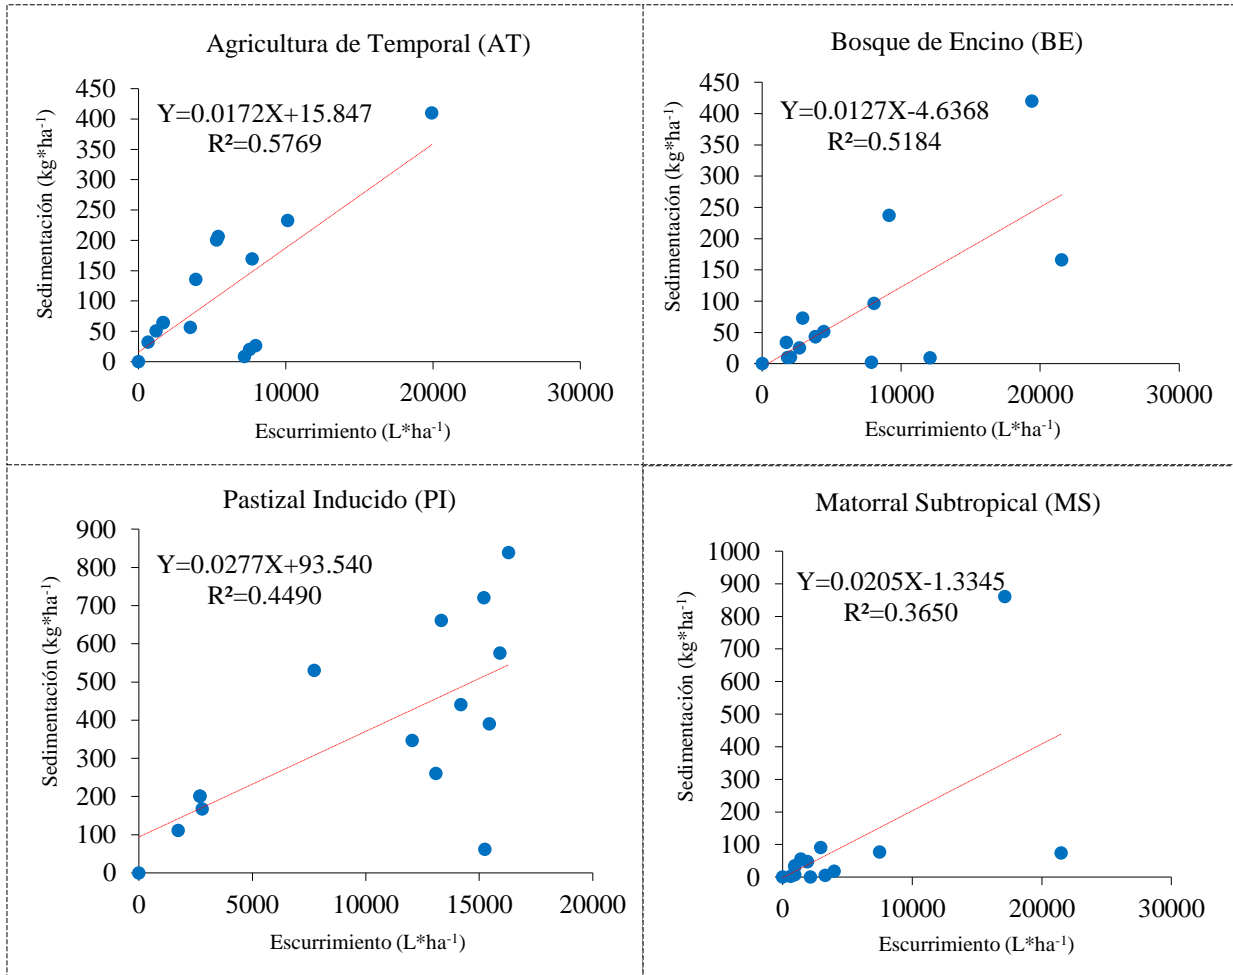 Agricultura de Temporal (AT)
Sedimentación (kg*ha⁻¹)
450
400
350
300
250
200
150
100
50
0
Y=0.0172X+15.847
R²=0.5769
0 10000 20000 30000
Escurrimiento (L*ha⁻¹)
Bosque de Encino (BE)
Sedimentación (kg*ha⁻¹)
450
400
350
300
250
200
150
100
50
0
Y=0.0127X-4.6368
R²=0.5184
0 10000 20000 30000
Escurrimiento (L*ha⁻¹)
Pastizal Inducido (PI)
Sedimentación (kg*ha⁻¹)
900
800
700
600
500
400
300
200
100
0
Y=0.0277X+93.540
R²=0.4490
0 5000 10000 15000 20000
Escurrimiento (L*ha⁻¹)
Matorral Subtropical (MS)
Sedimentación (kg*ha⁻¹)
1000
900
800
700
600
500
400
300
200
100
0
Y=0.0205X-1.3345
R²=0.3650
0 10000 20000 30000
Escurrimiento (L*ha⁻¹)